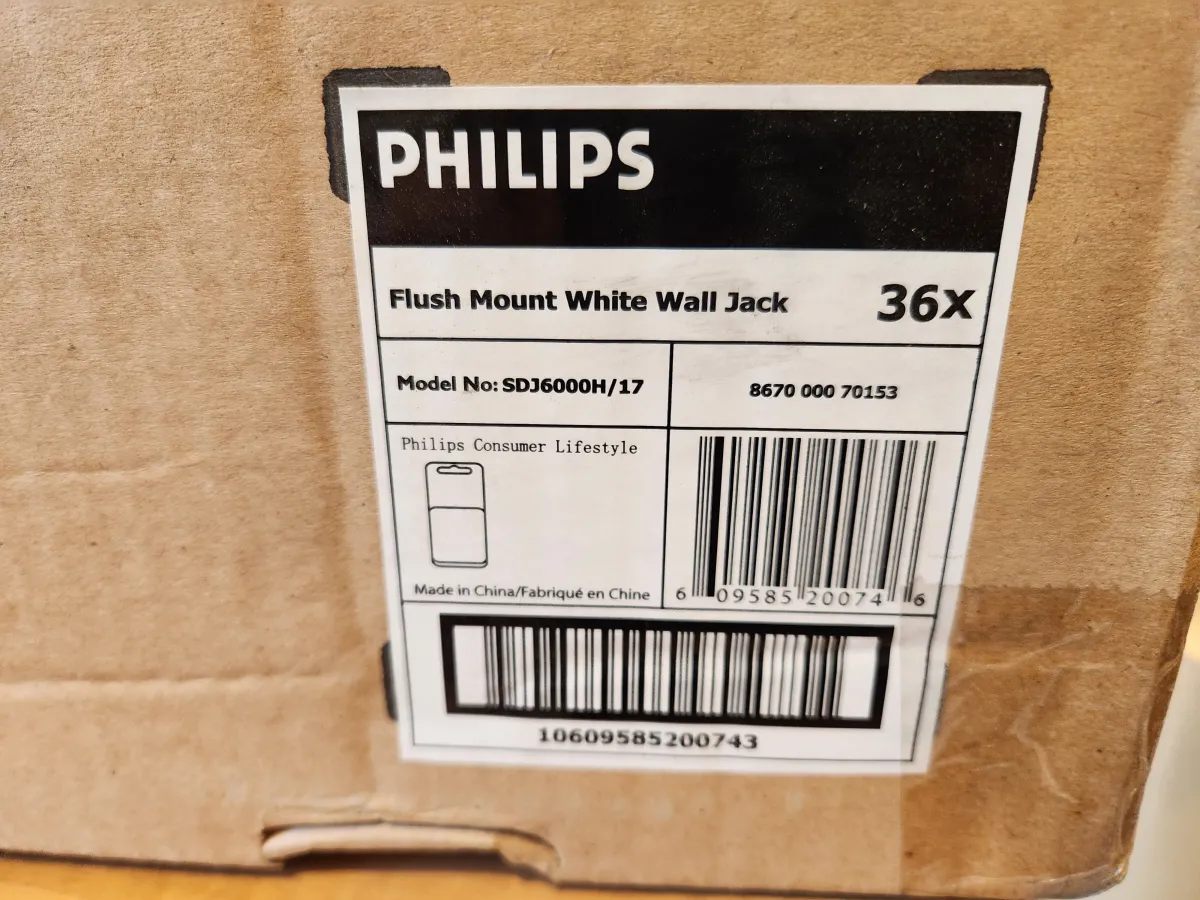 PHILIPS
Flush Mount White Wall Jack 36x
Model No: SDJ6000H/17 8670 000 70153
Philips Consumer Lifestyle
Made in China/Fabriqué en Chine
6 09585 20074 6
10609585200743